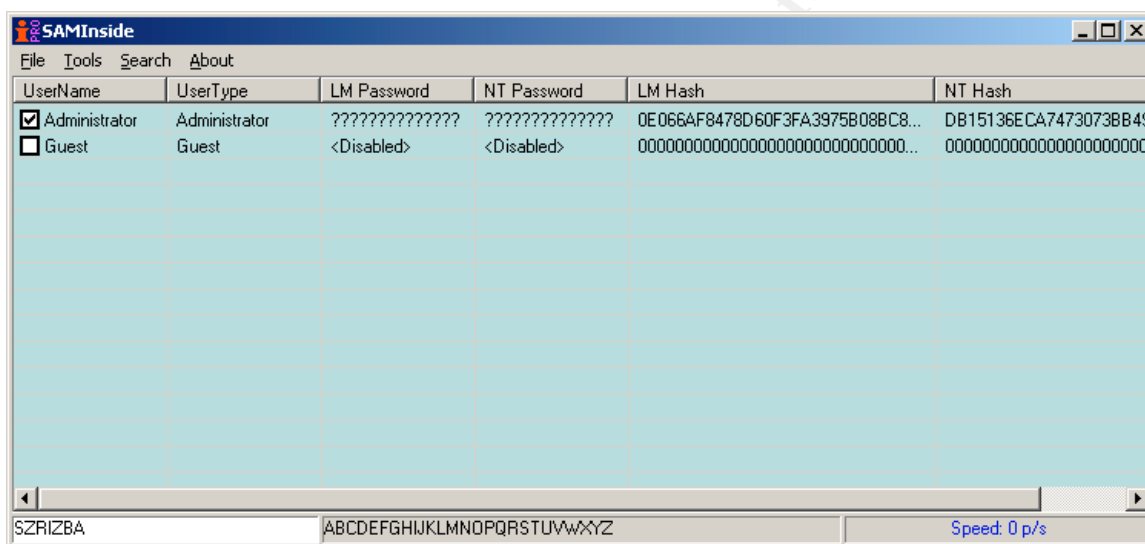 SAMInside
File Tools Search About
UserName UserType LM Password NT Password LM Hash NT Hash
Administrator Administrator ?????????????? ?????????????? 0E066AF8478D60F3FA3975B08BC8... DB15136ECA7473073BB49
Guest Guest <Disabled> <Disabled> 0000000000000000000000000000... 000000000000000000000
SZRIZBA ABCDEFGHIJKLMNOPQRSTUVWXYZ Speed: 0 p/s